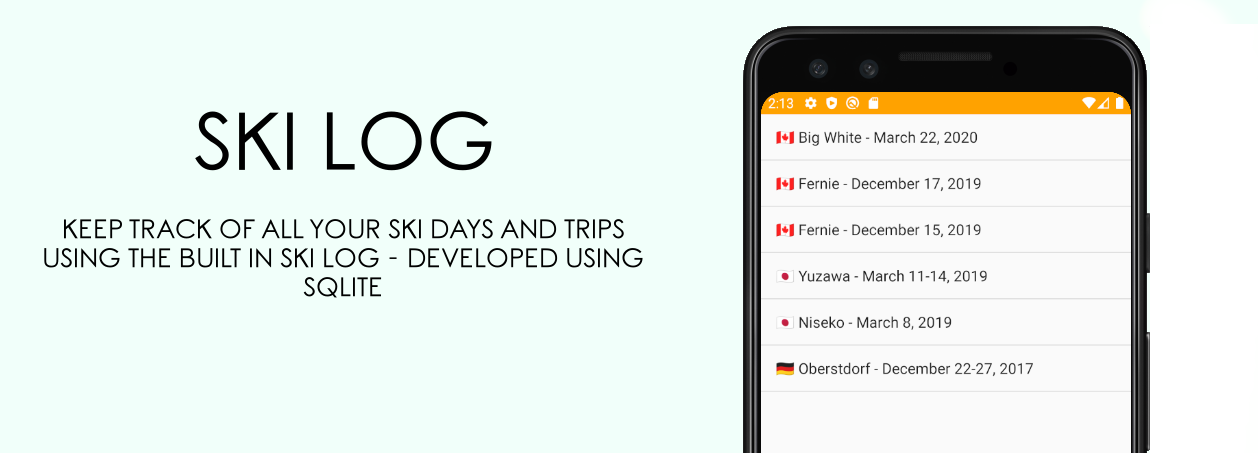 SKI LOG
KEEP TRACK OF ALL YOUR SKI DAYS AND TRIPS
USING THE BUILT IN SKI LOG - DEVELOPED USING
SQLITE
2:13
Big White - March 22, 2020
Fernie - December 17, 2019
Fernie - December 15, 2019
Yuzawa - March 11-14, 2019
Niseko - March 8, 2019
Oberstdorf - December 22-27, 2017